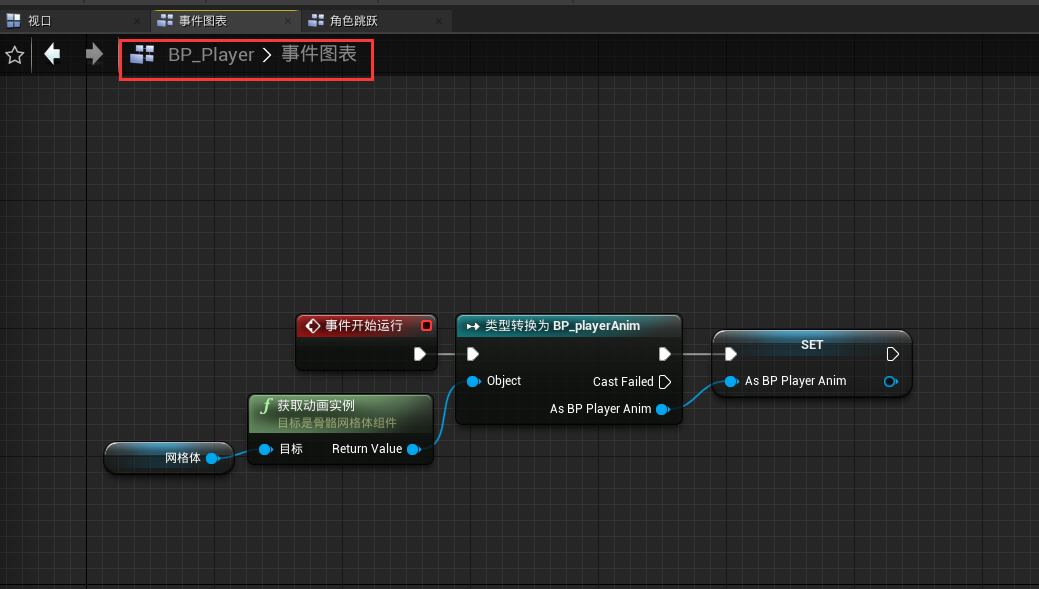 视口
事件图表
角色跳跃
BP_Player > 事件图表
事件开始运行
类型转换为 BP_playerAnim
SET
Object
Cast Failed
As BP Player Anim
As BP Player Anim
获取动画实例
目标是骨骼网格体组件
目标
Return Value
网格体